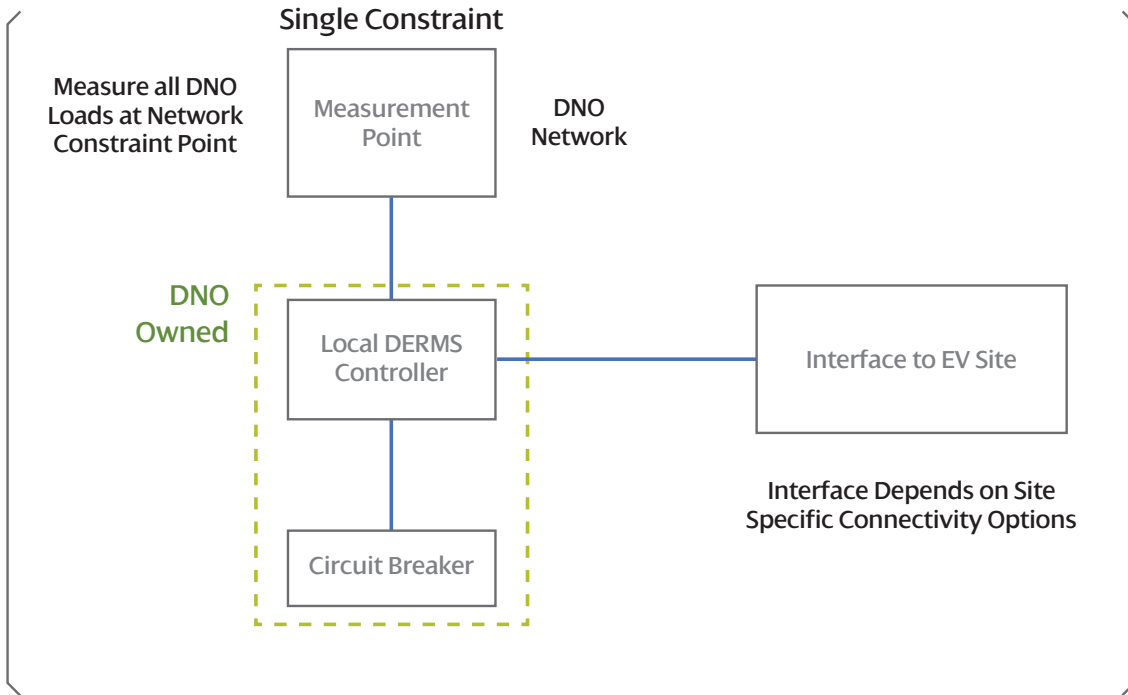 Single Constraint
Measure all DNO
Loads at Network
Constraint Point
Measurement
Point
DNO
Network
DNO
Owned
Local DERMS
Controller
Interface to EV Site
Circuit Breaker
Interface Depends on Site
Specific Connectivity Options